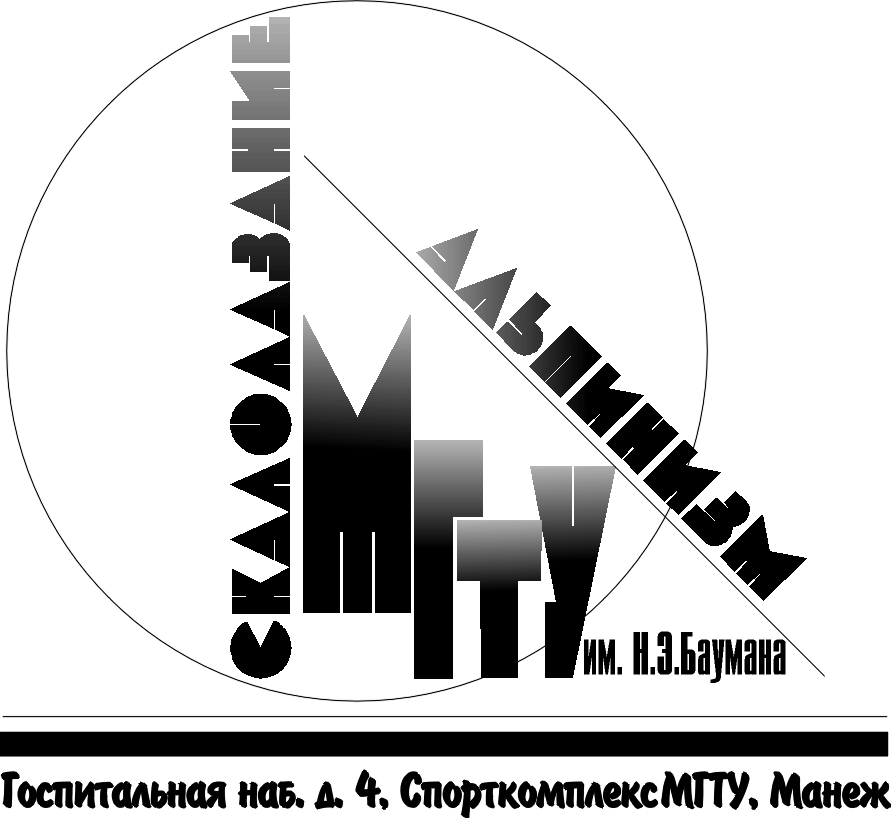 СКАЛОЛАЗАНИЕ
АЛЬПИНИЗМ
МГТУ
им. Н.Э.Баумана
Госпитальная наб. д. 4, Спорткомплекс МГТУ, Манеж